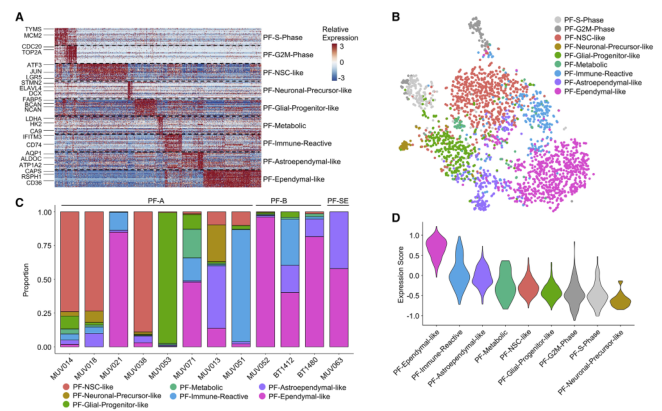 A
TYMS
MCM2
CDC20
TOP2A
ATF3
JUN
LGR5
STMN2
ELAVL4
DCX
FABP5
BCAN
NCAN
LDHA
HK2
CA9
IFITM3
CD74
AQP1
ALDOC
ATP1A2
CAPS
RSPH1
CD36
PF-S-Phase
PF-G2M-Phase
PF-NSC-like
PF-Neuronal-Precursor-like
PF-Glial-Progenitor-like
PF-Metabolic
PF-Immune-Reactive
PF-Astroependymal-like
PF-Ependymal-like
Relative
Expression
3
0
-3
B
PF-S-Phase
PF-G2M-Phase
PF-NSC-like
PF-Neuronal-Precursor-like
PF-Glial-Progenitor-like
PF-Metabolic
PF-Immune-Reactive
PF-Astroependymal-like
PF-Ependymal-like
C
PF-A PF-B PF-SE
Proportion
1.00
0.75
0.50
0.25
0.00
MUV014 MUV018 MUV021 MUV038 MUV053 MUV071 MUV013 MUV051 MUV052 BT1412 BT1480 MUV063
PF-NSC-like PF-Metabolic PF-Astroependymal-like
PF-Neuronal-Precursor-like PF-Immune-Reactive PF-Ependymal-like
PF-Glial-Progenitor-like
D
Expression Score
1.0
0.5
0.0
-0.5
-1.0
PF-Ependymal-like
PF-Immune-Reactive
PF-Astroependymal-like
PF-Metabolic
PF-NSC-like
PF-Glial-Progenitor-like
PF-G2M-Phase
PF-S-Phase
PF-Neuronal-Precursor-like